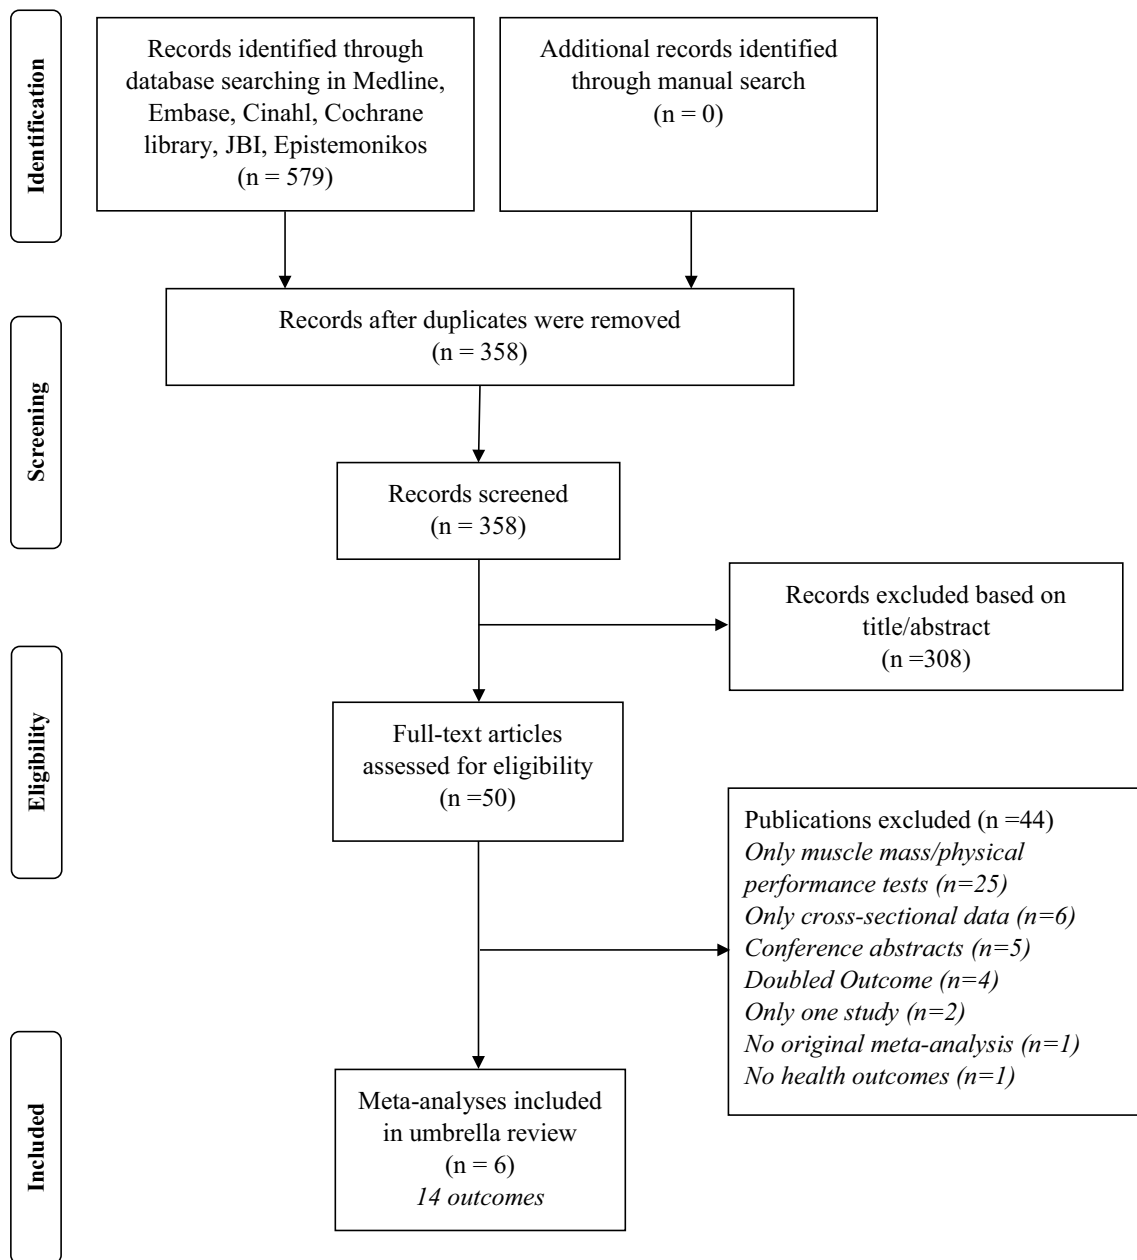 Identification
Records identified through
database searching in Medline,
Embase, Cinahl, Cochrane
library, JBI, Epistemonikos
(n = 579)
Additional records identified
through manual search
(n = 0)
Screening
Records after duplicates were removed
(n = 358)
Records screened
(n = 358)
Records excluded based on
title/abstract
(n =308)
Eligibility
Full-text articles
assessed for eligibility
(n =50)
Publications excluded (n =44)
Only muscle mass/physical
performance tests (n=25)
Only cross-sectional data (n=6)
Conference abstracts (n=5)
Doubled Outcome (n=4)
Only one study (n=2)
No original meta-analysis (n=1)
No health outcomes (n=1)
Included
Meta-analyses included
in umbrella review
(n = 6)
14 outcomes